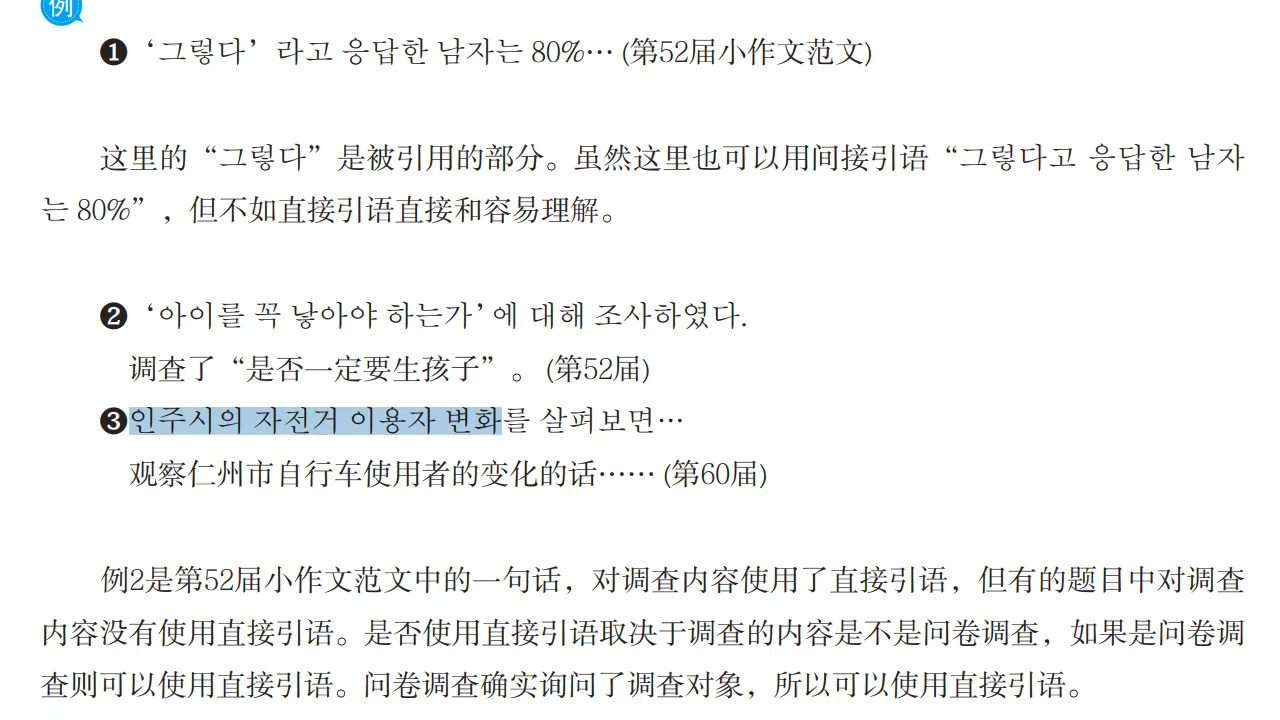 例
❶ ‘그렇다’ 라고 응답한 남자는 80%… (第52届小作文范文)
这里的“그렇다”是被引用的部分。虽然这里也可以用间接引语“그렇다고 응답한 남자
는 80%”，但不如直接引语直接和容易理解。
❷ ‘아이를 꼭 낳아야 하는가’에 대해 조사하였다.
调查了“是否一定要生孩子”。(第52届)
❸인주시의 자전거 이용자 변화를 살펴보면…
观察仁州市自行车使用者的变化的话…… (第60届)
例2是第52届小作文范文中的一句话，对调查内容使用了直接引语，但有的题目中对调查
内容没有使用直接引语。是否使用直接引语取决于调查的内容是不是问卷调查，如果是问卷调
查则可以使用直接引语。问卷调查确实询问了调查对象，所以可以使用直接引语。